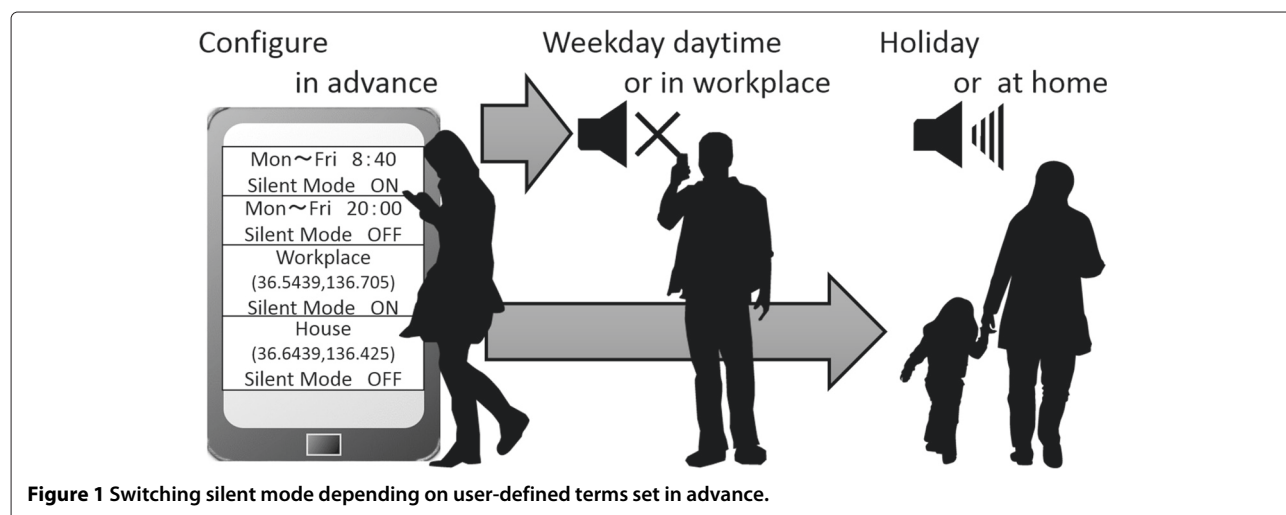 Configure
in advance
Weekday daytime
or in workplace
Holiday
or at home
Mon～Fri 8:40
Silent Mode ON
Mon～Fri 20:00
Silent Mode OFF
Workplace
(36.5439,136.705)
Silent Mode ON
House
(36.6439,136.425)
Silent Mode OFF
Figure 1 Switching silent mode depending on user-defined terms set in advance.